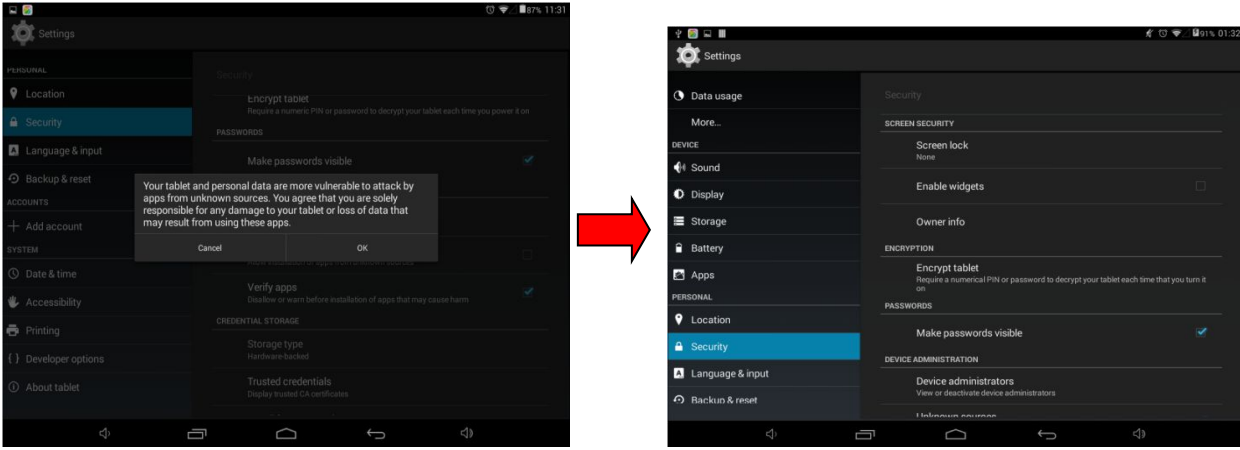 87% 11:31
Settings
PERSONAL
Location
Security
Language & input
Backup & reset
ACCOUNTS
Add account
SYSTEM
Date & time
Accessibility
Printing
{ } Developer options
About tablet
Security
Encrypt tablet
Require a numeric PIN or password to decrypt your tablet each time you power it on
PASSWORDS
Make passwords visible
Your tablet and personal data are more vulnerable to attack by
apps from unknown sources. You agree that you are solely
responsible for any damage to your tablet or loss of data that
may result from using these apps.
Cancel
OK
Allow installation of apps from unknown sources
Verify apps
Disallow or warn before installation of apps that may cause harm
CREDENTIAL STORAGE
Storage type
Hardware-backed
Trusted credentials
Display trusted CA certificates
91% 01:32
Settings
Data usage
More...
DEVICE
Sound
Display
Storage
Battery
Apps
PERSONAL
Location
Security
Language & input
Backup & reset
Security
SCREEN SECURITY
Screen lock
None
Enable widgets
Owner info
ENCRYPTION
Encrypt tablet
Require a numerical PIN or password to decrypt your tablet each time that you turn it
on
PASSWORDS
Make passwords visible
DEVICE ADMINISTRATION
Device administrators
View or deactivate device administrators
Unknown sources